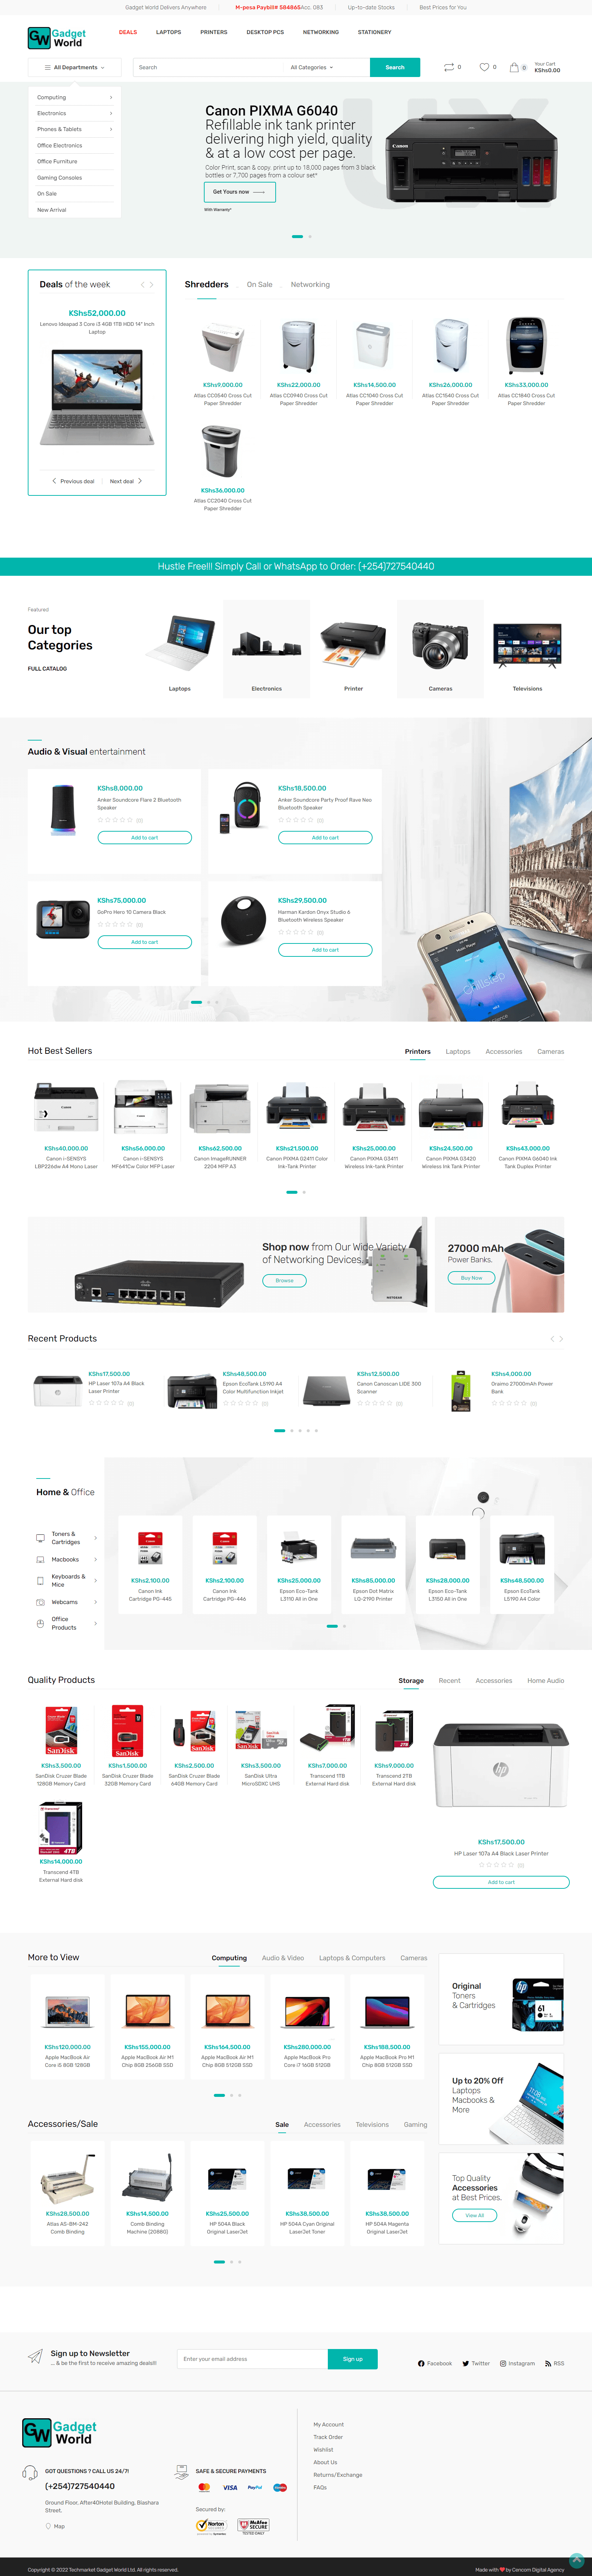 Gadget World Delivers Anywhere
M-pesa Paybill# 584865Acc. 083
Up-to-date Stocks
Best Prices for You
GW Gadget World
DEALS
LAPTOPS
PRINTERS
DESKTOP PCS
NETWORKING
STATIONERY
All Departments
Search
All Categories
Search
0
0
0
Your Cart
KShs0.00
Computing
Electronics
Phones & Tablets
Office Electronics
Office Furniture
Gaming Consoles
On Sale
New Arrival
Canon PIXMA G6040
Refillable ink tank printer
delivering high yield, quality
& at a low cost per page.
Color Print, scan & copy print up to 18,000 pages from 3 black
bottles or 7,700 pages from a colour set*
Get Yours now
With Warranty*
Deals of the week
KShs52,000.00
Lenovo ideapad 3 Core i3 4GB 1TB HDD 14" Inch
Laptop
Previous deal
Next deal
Shredders
On Sale
Networking
KShs9,000.00
Atlas CC0540 Cross Cut
Paper Shredder
KShs22,000.00
Atlas CC0940 Cross Cut
Paper Shredder
KShs14,500.00
Atlas CC1040 Cross Cut
Paper Shredder
KShs26,000.00
Atlas CC1540 Cross Cut
Paper Shredder
KShs33,000.00
Atlas CC1840 Cross Cut
Paper Shredder
KShs36,000.00
Atlas CC2040 Cross Cut
Paper Shredder
Hustle Free!!! Simply Call or WhatsApp to Order: (+254)727540440
Featured
Our top
Categories
FULL CATALOG
Laptops
Electronics
Printer
Cameras
Televisions
Audio & Visual entertainment
KShs8,000.00
Anker Soundcore Flare 2 Bluetooth
Speaker
(0)
Add to cart
KShs18,500.00
Anker Soundcore Party Proof Rave Neo
Bluetooth Speaker
(0)
Add to cart
KShs75,000.00
GoPro Hero 10 Camera Black
(0)
Add to cart
KShs29,500.00
Harman Kardon Onyx Studio 6
Bluetooth Wireless Speaker
(0)
Add to cart
Music Player
Chillstep
Hot Best Sellers
Printers
Laptops
Accessories
Cameras
KShs40,000.00
Canon i-SENSYS
LBP226dw A4 Mono Laser
KShs56,000.00
Canon i-SENSYS
MF641Cw Color MFP Laser
KShs62,500.00
Canon ImageRUNNER
2204 MFP A3
KShs21,500.00
Canon PIXMA G2411 Color
Ink-Tank Printer
KShs25,000.00
Canon PIXMA G3411
Wireless Ink-Tank Printer
KShs24,500.00
Canon PIXMA G3420
Wireless Ink Tank Printer
KShs43,000.00
Canon PIXMA G6040 Ink
Tank Duplex Printer
Shop now from Our Wide Variety
of Networking Devices.
Browse
NETGEAR
27000 mAh
Power Banks.
Buy Now
Recent Products
KShs17,500.00
HP Laser 107a A4 Black
Laser Printer
(0)
KShs48,500.00
Epson EcoTank L5190 A4
Color Multifunction Inkjet
(0)
KShs12,500.00
Canon Canoscan LIDE 300
Scanner
(0)
KShs4,000.00
Oraimo 27000mAh Power
Bank
(0)
Home & Office
Toners &
Cartridges
Macbooks
Keyboards &
Mice
Webcams
Office
Products
KShs2,100.00
Canon Ink
Cartridge PG-445
KShs2,100.00
Canon Ink
Cartridge PG-446
KShs25,000.00
Epson Eco-Tank
L3110 All in One
KShs85,000.00
Epson Dot Matrix
LQ-2190 Printer
KShs28,000.00
Epson Eco-Tank
L3150 All in One
KShs48,500.00
Epson EcoTank
L5190 A4 Color
Quality Products
Storage
Recent
Accessories
Home Audio
KShs3,500.00
SanDisk Cruzer Blade
128GB Memory Card
KShs1,500.00
SanDisk Cruzer Blade
32GB Memory Card
KShs2,500.00
SanDisk Cruzer Blade
64GB Memory Card
KShs3,500.00
SanDisk Ultra
MicroSDXC UHS
KShs7,000.00
Transcend 1TB
External Hard disk
KShs9,000.00
Transcend 2TB
External Hard disk
KShs14,000.00
Transcend 4TB
External Hard disk
KShs17,500.00
HP Laser 107a A4 Black Laser Printer
(0)
Add to cart
More to View
Computing
Audio & Video
Laptops & Computers
Cameras
KShs120,000.00
Apple MacBook Air
Core i5 8GB 128GB
KShs155,000.00
Apple MacBook Air M1
Chip 8GB 256GB SSD
KShs164,500.00
Apple MacBook Air M1
Chip 8GB 512GB SSD
KShs280,000.00
Apple MacBook Pro
Core i7 16GB 512GB
KShs188,500.00
Apple MacBook Pro M1
Chip 8GB 512GB SSD
Original
Toners
& Cartridges
Up to 20% Off
Laptops
Macbooks &
More
Top Quality
Accessories
at Best Prices.
View All
Accessories/Sale
Sale
Accessories
Televisions
Gaming
KShs28,500.00
Atlas AS-BM-242
Comb Binding
KShs14,500.00
Comb Binding
Machine (20880)
KShs25,500.00
HP 504A Black
Original LaserJet
KShs38,500.00
HP 504A Cyan Original
LaserJet Toner
KShs38,500.00
HP 504A Magenta
Original LaserJet
Sign up to Newsletter
... & be the first to receive amazing deals!!!
Enter your email address
Sign up
Facebook
Twitter
Instagram
RSS
GW Gadget World
GOT QUESTIONS ? CALL US 24/7!
(+254)727540440
Ground Floor, After40Hotel Building, Biashara
Street.
Map
SAFE & SECURE PAYMENTS
VISA
PayPal
Secured by:
Norton
McAfee
SECURE
My Account
Track Order
Wishlist
About Us
Returns/Exchange
FAQs
Copyright © 2022 Techmarket Gadget World Ltd. All rights reserved.
Made with ❤ by Cencom Digital Agency